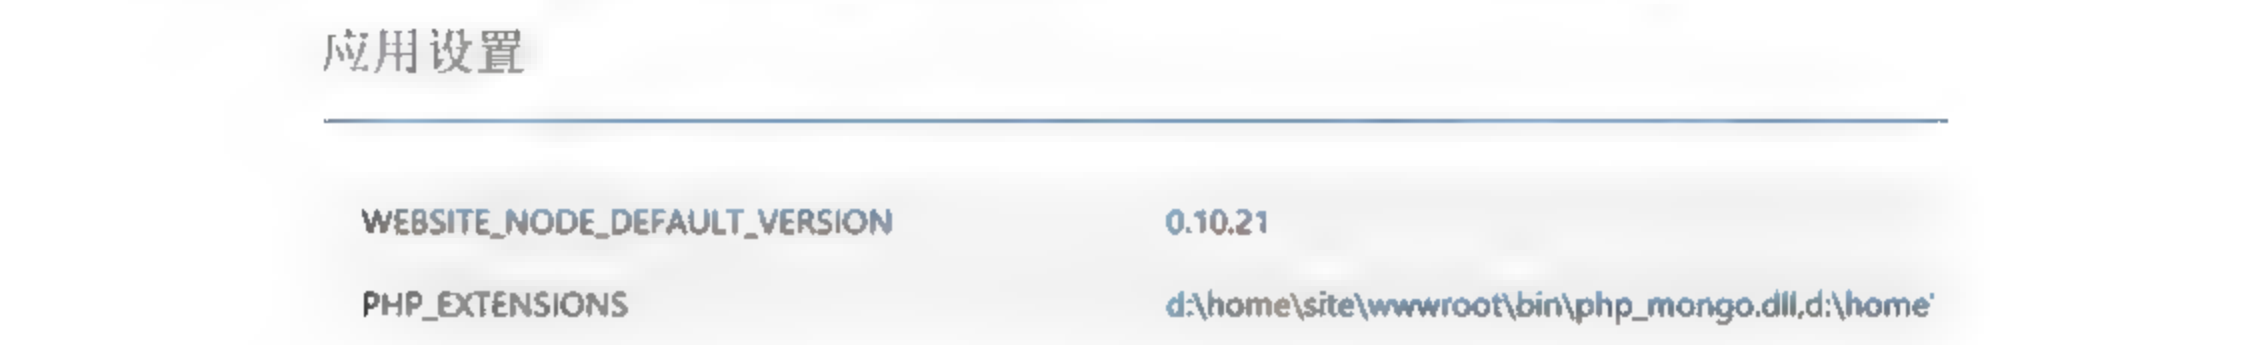 应用设置
WEBSITE_NODE_DEFAULT_VERSION 0.10.21
PHP_EXTENSIONS d:\home\site\wwwroot\bin\php_mongo.dll,d:\home